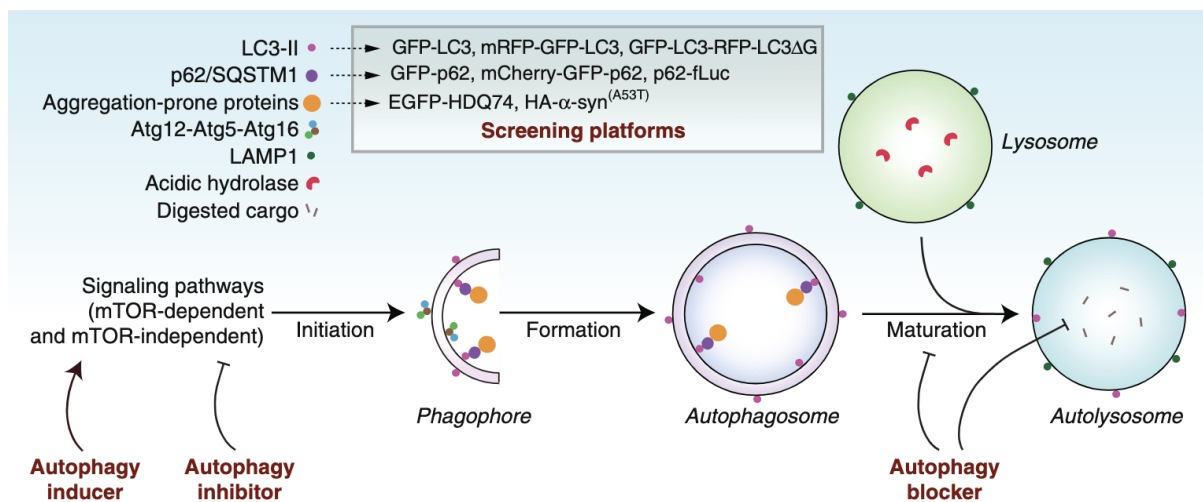 LC3-II
GFP-LC3, mRFP-GFP-LC3, GFP-LC3-RFP-LC3ΔG
p62/SQSTM1
GFP-p62, mCherry-GFP-p62, p62-fLuc
Aggregation-prone proteins
EGFP-HDQ74, HA-α-syn(A53T)
Screening platforms
Atg12-Atg5-Atg16
LAMP1
Acidic hydrolase
Digested cargo
Lysosome
Signaling pathways
(mTOR-dependent
and mTOR-independent)
Initiation
Formation
Maturation
Phagophore
Autophagosome
Autolysosome
Autophagy
inducer
Autophagy
inhibitor
Autophagy
blocker